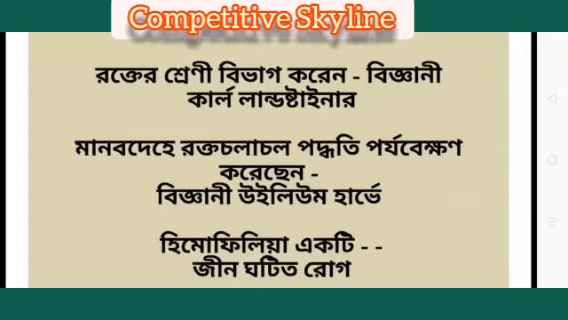 Competitive Skyline
রক্তের শ্রেণী বিভাগ করেন - বিজ্ঞানী
কার্ল লান্ডষ্টাইনার
মানবদেহে রক্তচলাচল পদ্ধতি পর্যবেক্ষণ
করেছেন -
বিজ্ঞানী উইলিউম হার্ভে
হিমোফিলিয়া একটি - -
জীন ঘটিত রোগ